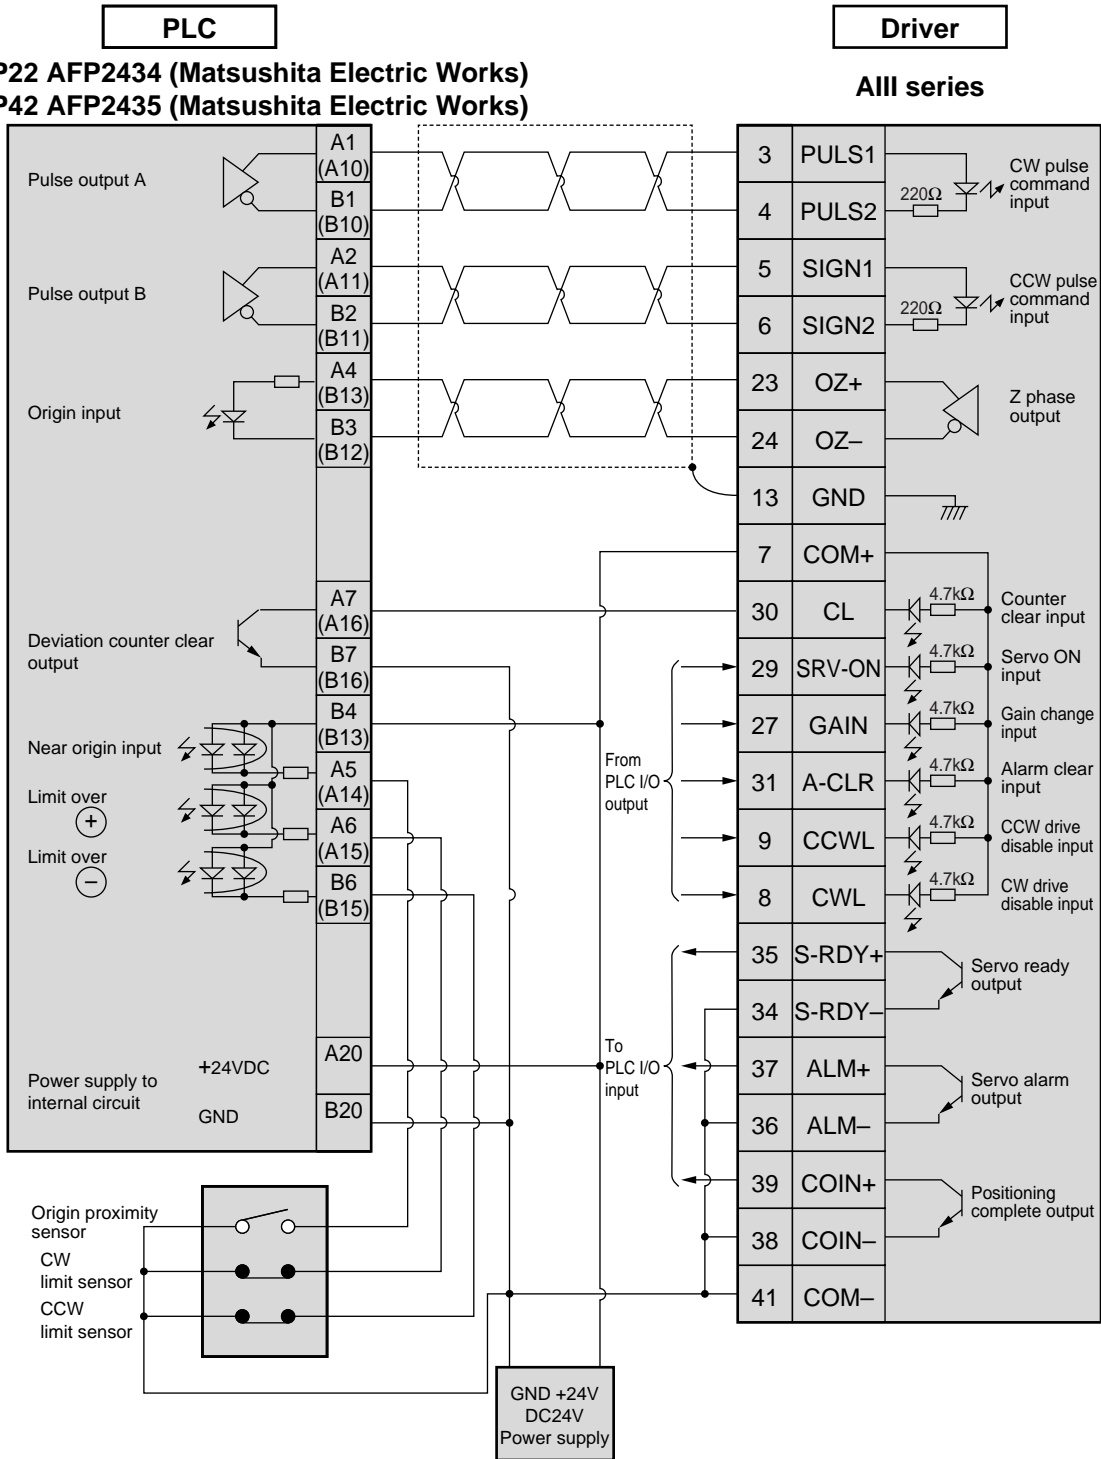 PLC
Driver
P22 AFP2434 (Matsushita Electric Works)
P42 AFP2435 (Matsushita Electric Works)
AIII series
Pulse output A
A1
(A10)
B1
(B10)
Pulse output B
A2
(A11)
B2
(B11)
Origin input
A4
(B13)
B3
(B12)
Deviation counter clear
output
A7
(A16)
B7
(B16)
Near origin input
B4
(B13)
A5
(A14)
Limit over
+
A6
(A15)
Limit over
−
B6
(B15)
Power supply to
internal circuit
+24VDC
GND
A20
B20
Origin proximity
sensor
CW
limit sensor
CCW
limit sensor
GND +24V
DC24V
Power supply
From
PLC I/O
output
To
PLC I/O
input
3 PULS1
4 PULS2
220Ω
CW pulse
command
input
5 SIGN1
6 SIGN2
220Ω
CCW pulse
command
input
23 OZ+
24 OZ–
Z phase
output
13 GND
7 COM+
30 CL 4.7kΩ
Counter
clear input
29 SRV-ON 4.7kΩ
Servo ON
input
27 GAIN 4.7kΩ
Gain change
input
31 A-CLR 4.7kΩ
Alarm clear
input
9 CCWL 4.7kΩ
CCW drive
disable input
8 CWL 4.7kΩ
CW drive
disable input
35 S-RDY+
34 S-RDY–
Servo ready
output
37 ALM+
36 ALM–
Servo alarm
output
39 COIN+
38 COIN–
Positioning
complete output
41 COM–